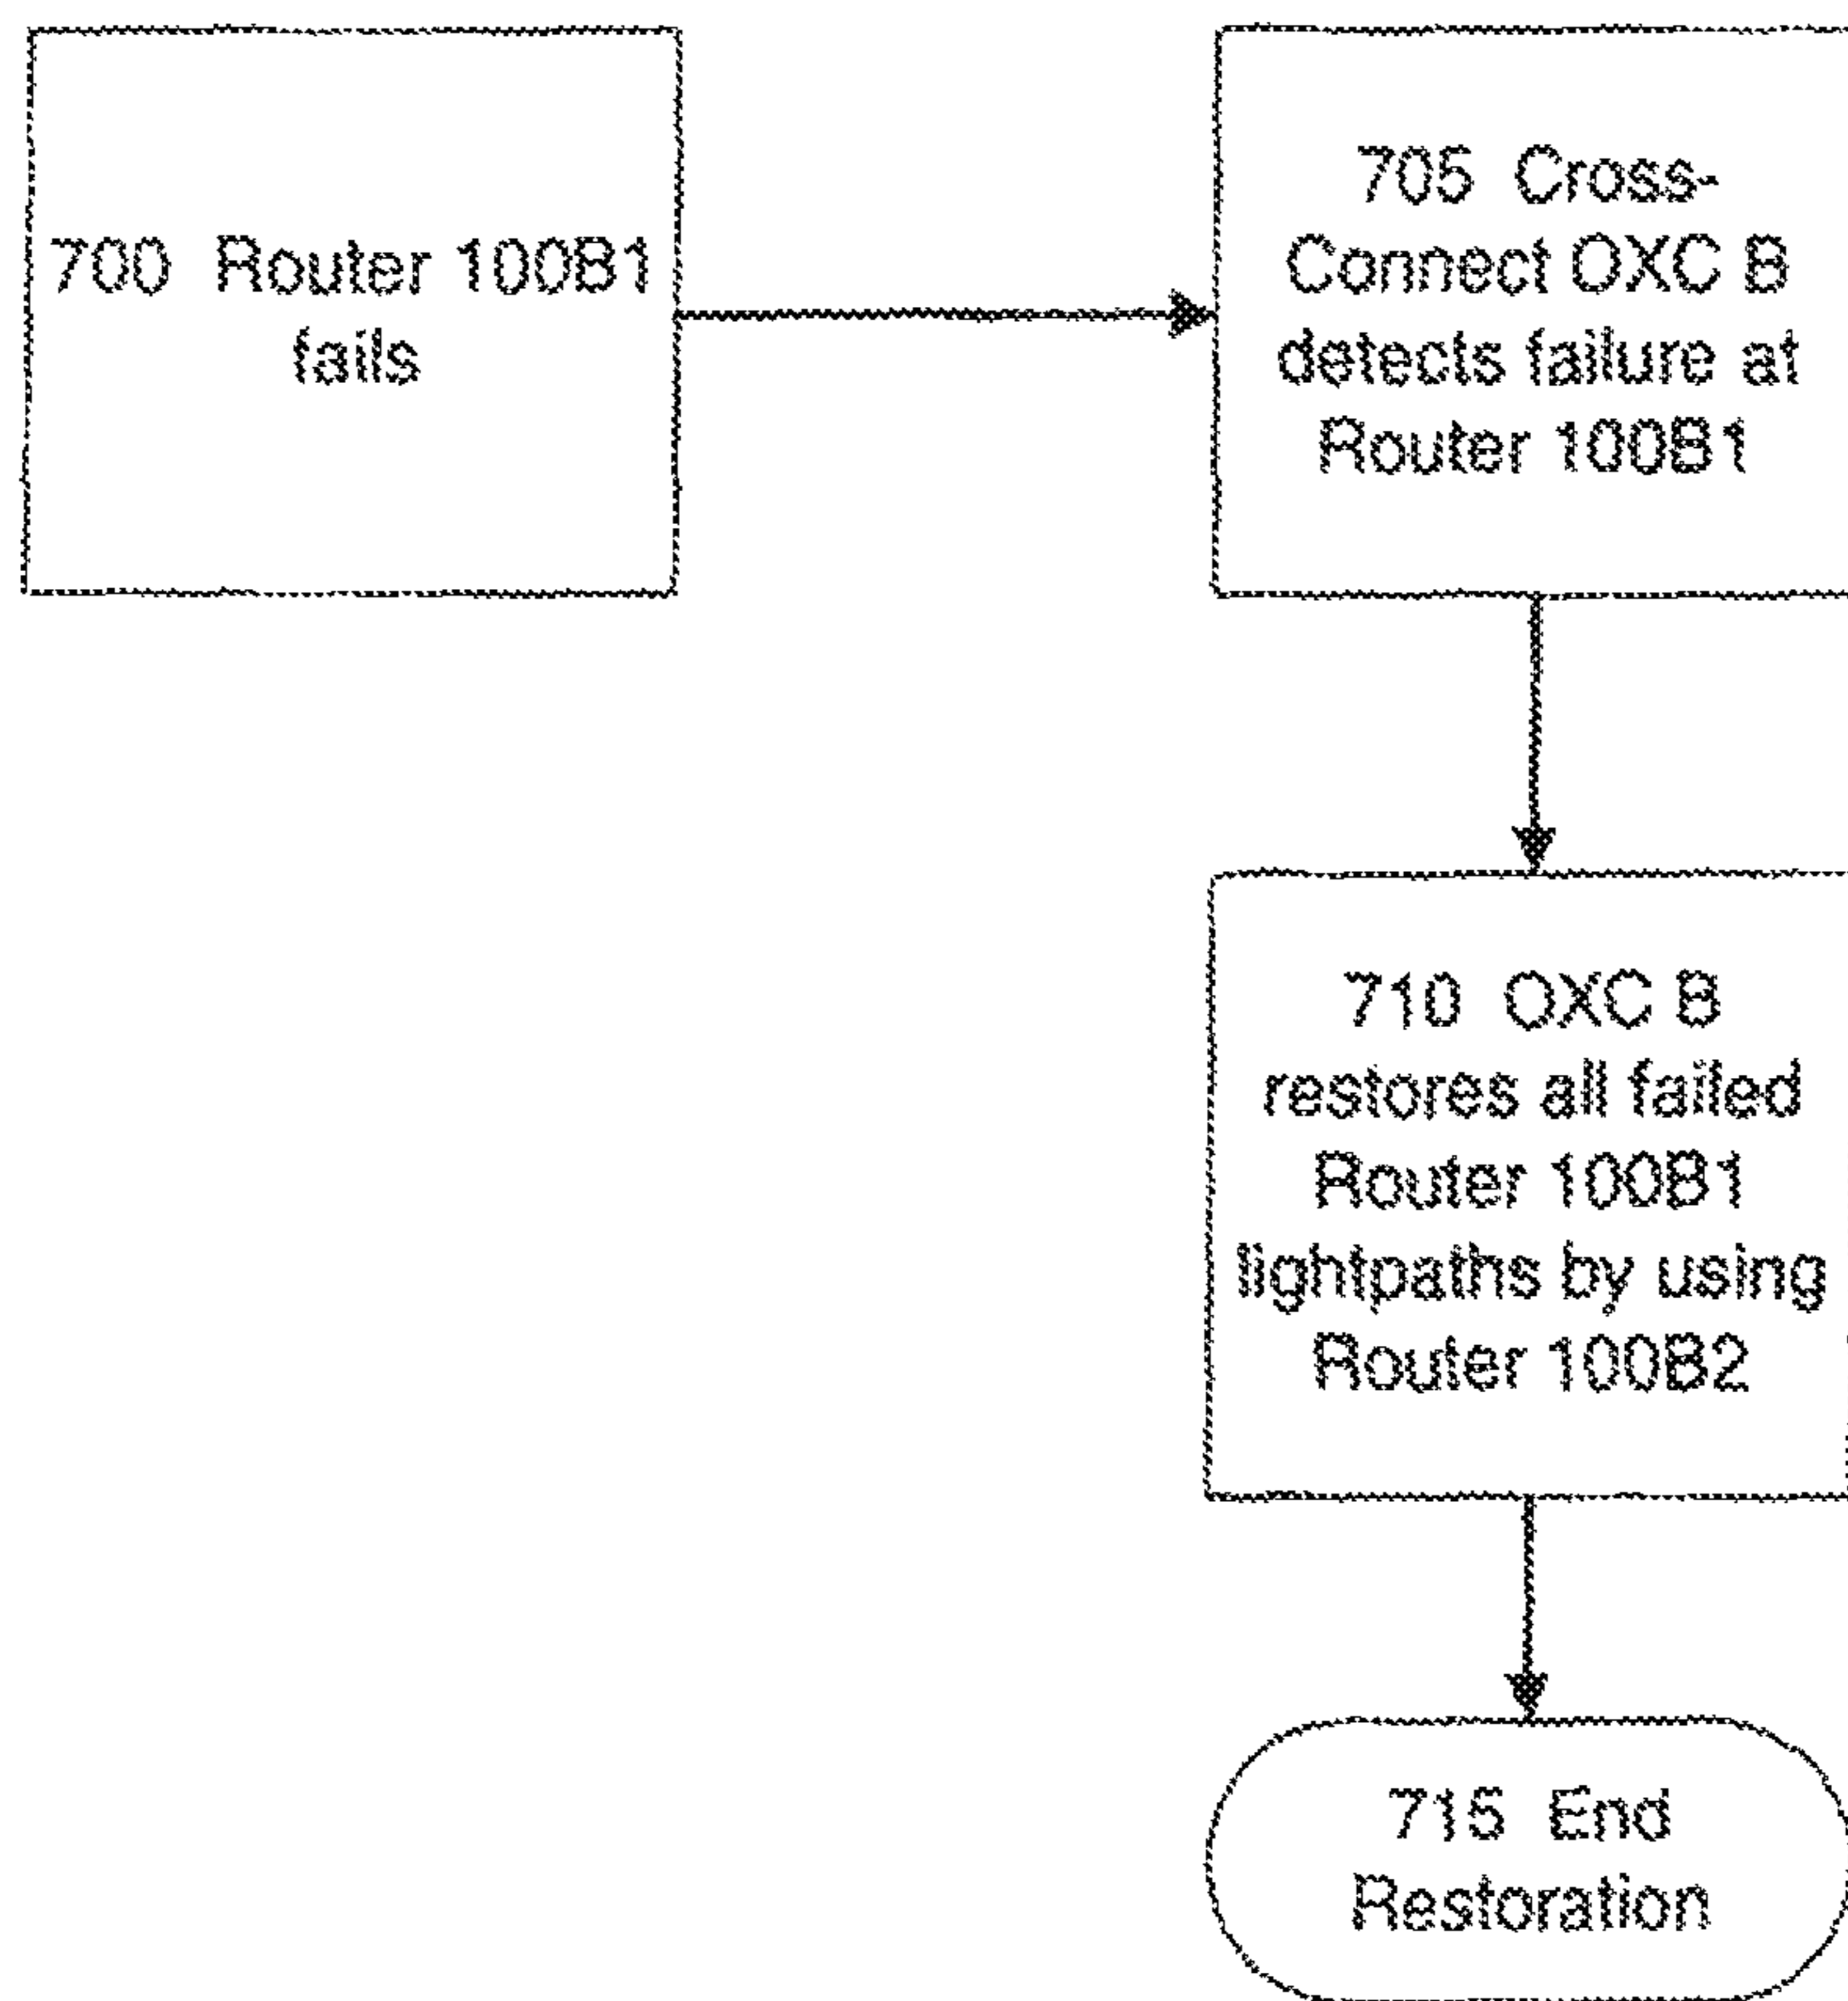 700 Router 100B1
fails
705 Cross-
Connect OXC B
detects failure at
Router 100B1
710 OXC B
restores all failed
Router 100B1
lightpaths by using
Router 100B2
715 End
Restoration